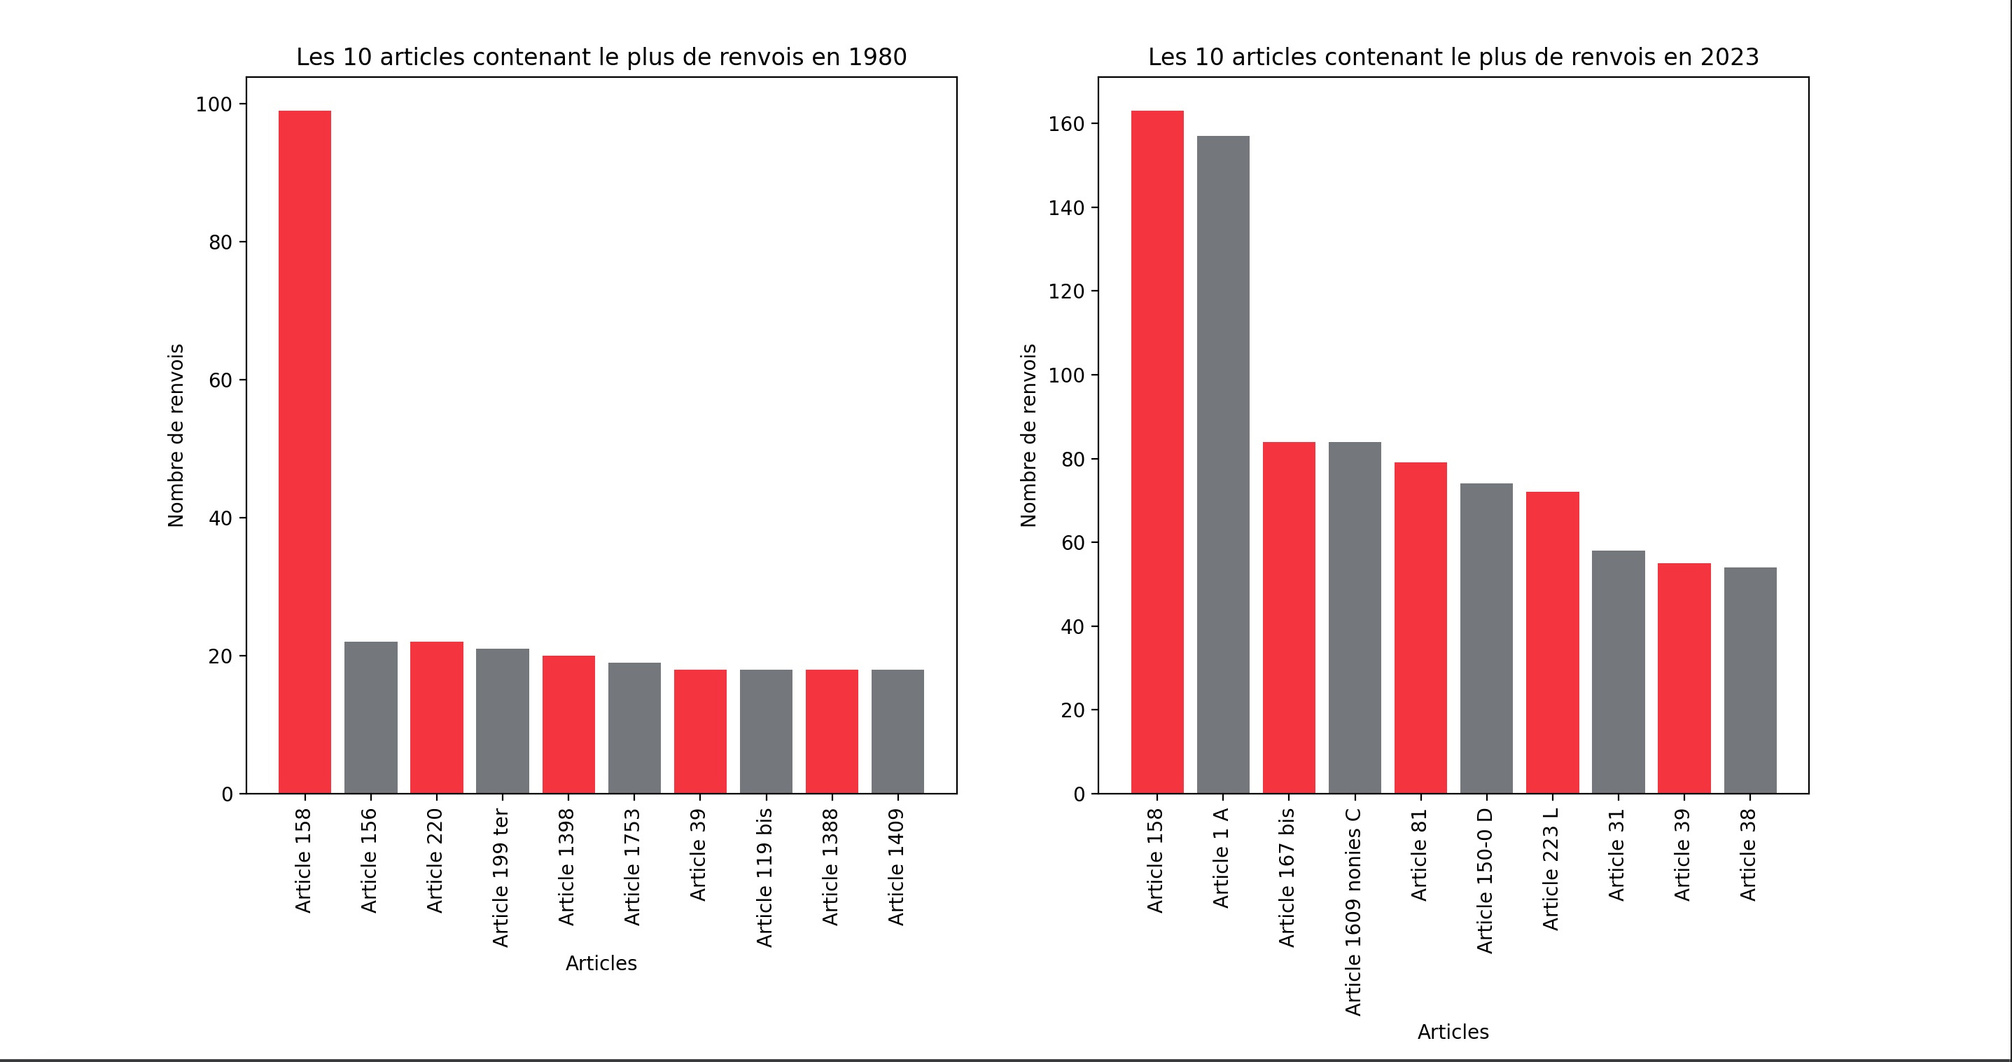 Les 10 articles contenant le plus de renvois en 1980
Nombre de renvois
100
80
60
40
20
0
Article 158
Article 156
Article 220
Article 199 ter
Article 1398
Article 1753
Article 39
Article 119 bis
Article 1388
Article 1409
Articles
Les 10 articles contenant le plus de renvois en 2023
Nombre de renvois
160
140
120
100
80
60
40
20
0
Article 158
Article 1 A
Article 167 bis
Article 1609 nonies C
Article 81
Article 150-0 D
Article 223 L
Article 31
Article 39
Article 38
Articles